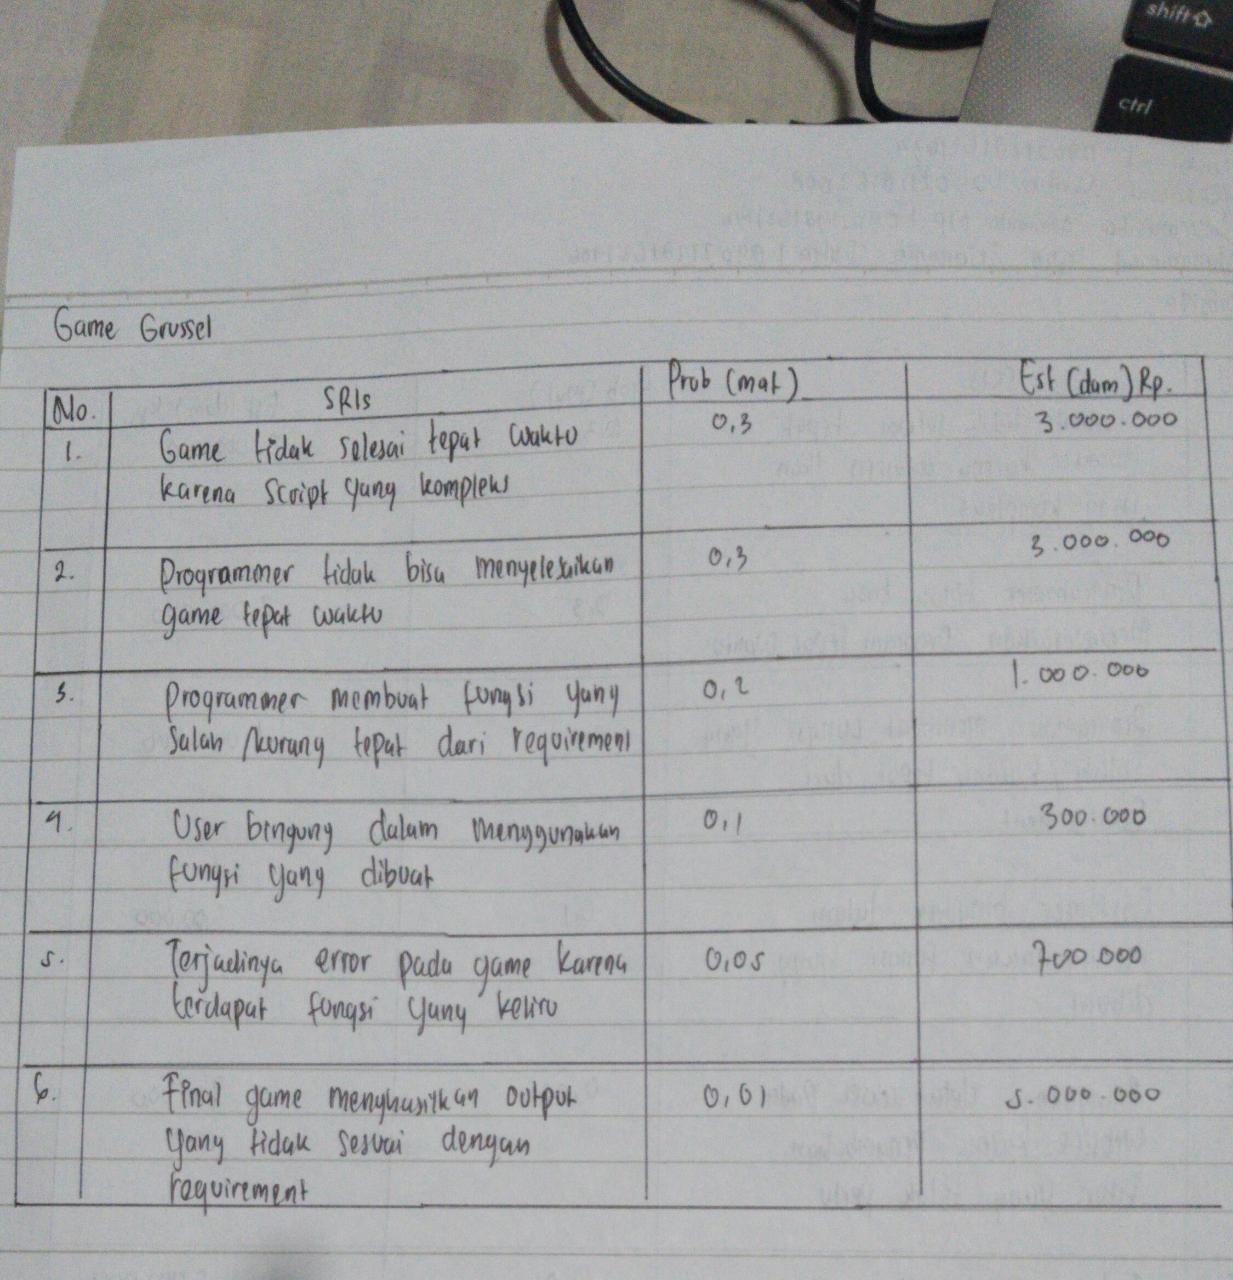 shift
ctrl
Game Grussel
No. SRIs Prob (mat) Est (dam) Rp.
1. Game tidak selesai tepat waktu 0,3 3.000.000
karena script yang kompleks
2. Programmer tidak bisa menyelesaikan 0,3 3.000.000
game tepat waktu
3. Programmer membuat fungsi yang 0,2 1.000.000
salah /kurang tepat dari requirement
4. User bingung dalam menggunakan 0,1 300.000
fungsi yang dibuat
5. Terjadinya error pada game karena 0,05 700.000
terdapat fungsi yang keliru
6. Final game menghasilkan output 0,01 5.000.000
yang tidak sesuai dengan
requirement